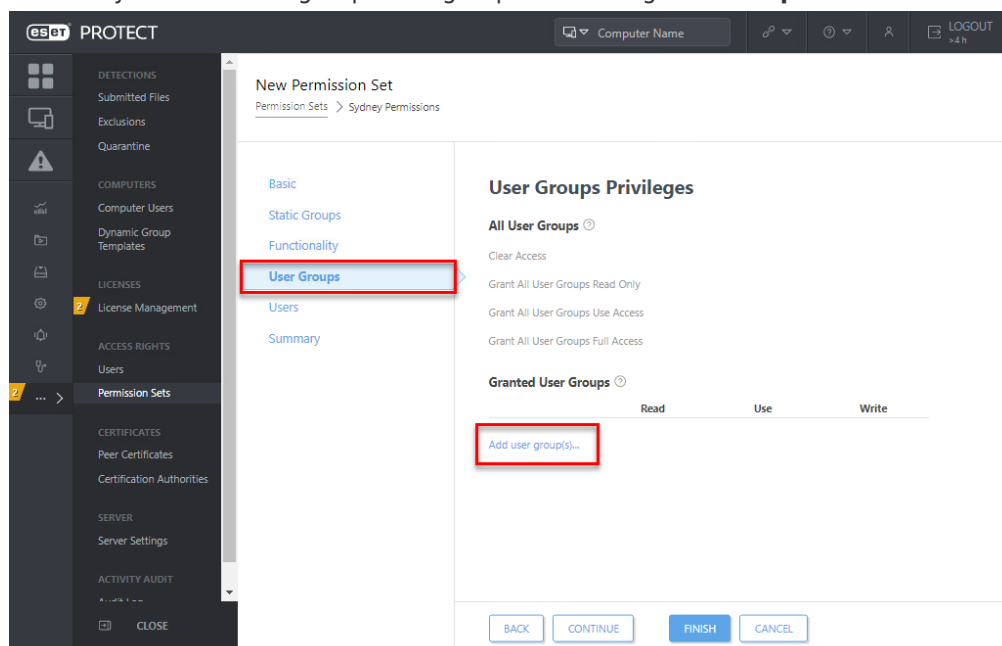 eset PROTECT
Computer Name
LOGOUT
>4 h
DETECTIONS
Submitted Files
Exclusions
Quarantine
COMPUTERS
Computer Users
Dynamic Group
Templates
LICENSES
2
License Management
ACCESS RIGHTS
Users
2
...
Permission Sets
CERTIFICATES
Peer Certificates
Certification Authorities
SERVER
Server Settings
ACTIVITY AUDIT
CLOSE
New Permission Set
Permission Sets > Sydney Permissions
Basic
Static Groups
Functionality
User Groups
Users
Summary
User Groups Privileges
All User Groups
Clear Access
Grant All User Groups Read Only
Grant All User Groups Use Access
Grant All User Groups Full Access
Granted User Groups
Read Use Write
Add user group(s)...
BACK CONTINUE FINISH CANCEL